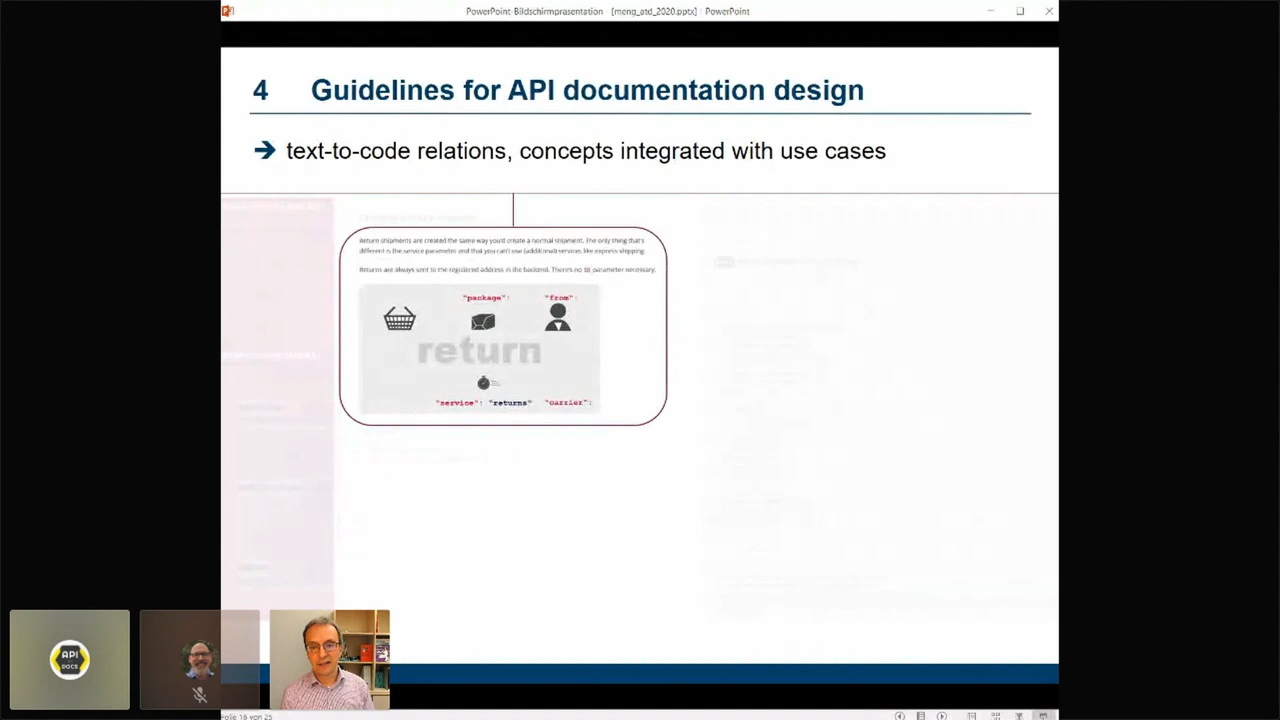 PowerPoint-Bildschirmpräsentation [meng_atd_2020.pptx] - PowerPoint
4 Guidelines for API documentation design
→ text-to-code relations, concepts integrated with use cases
Return shipments are created the same way you'd create a normal shipment. The only thing that's
different is the service parameter and that you can't use (additional) services like express shipping.
Returns are always sent to the registered address in the backend. There's no to parameter necessary.
"package": "from":
return
"service": "returns" "carrier":
API
DOCS
Folie 16 von 25